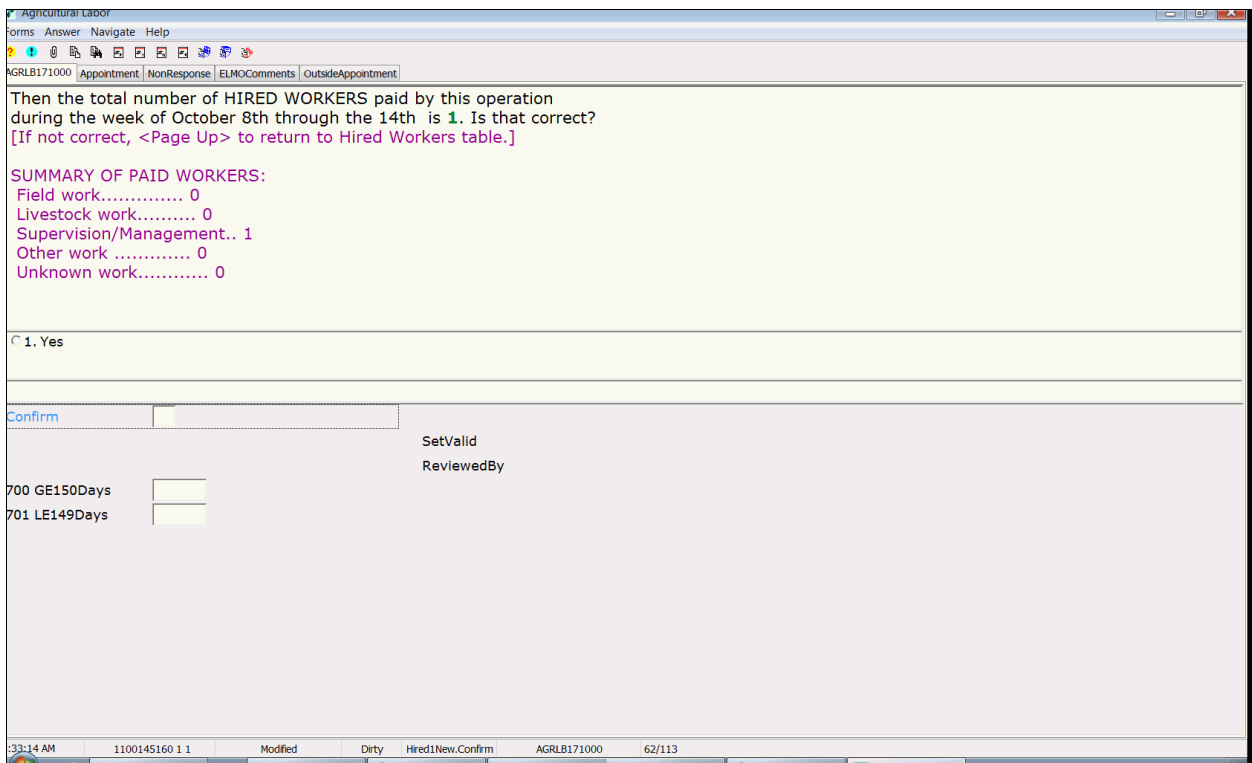 Agricultural Labor
Forms Answer Navigate Help
AGRLB171000 Appointment NonResponse ELMOComments OutsideAppointment
Then the total number of HIRED WORKERS paid by this operation
during the week of October 8th through the 14th is 1. Is that correct?
[If not correct, <Page Up> to return to Hired Workers table.]
SUMMARY OF PAID WORKERS:
Field work.............. 0
Livestock work.......... 0
Supervision/Management.. 1
Other work ............. 0
Unknown work............ 0
1. Yes
Confirm
SetValid
ReviewedBy
700 GE150Days
701 LE149Days
:33:14 AM 1100145160 1 1 Modified Dirty Hired1New.Confirm AGRLB171000 62/113